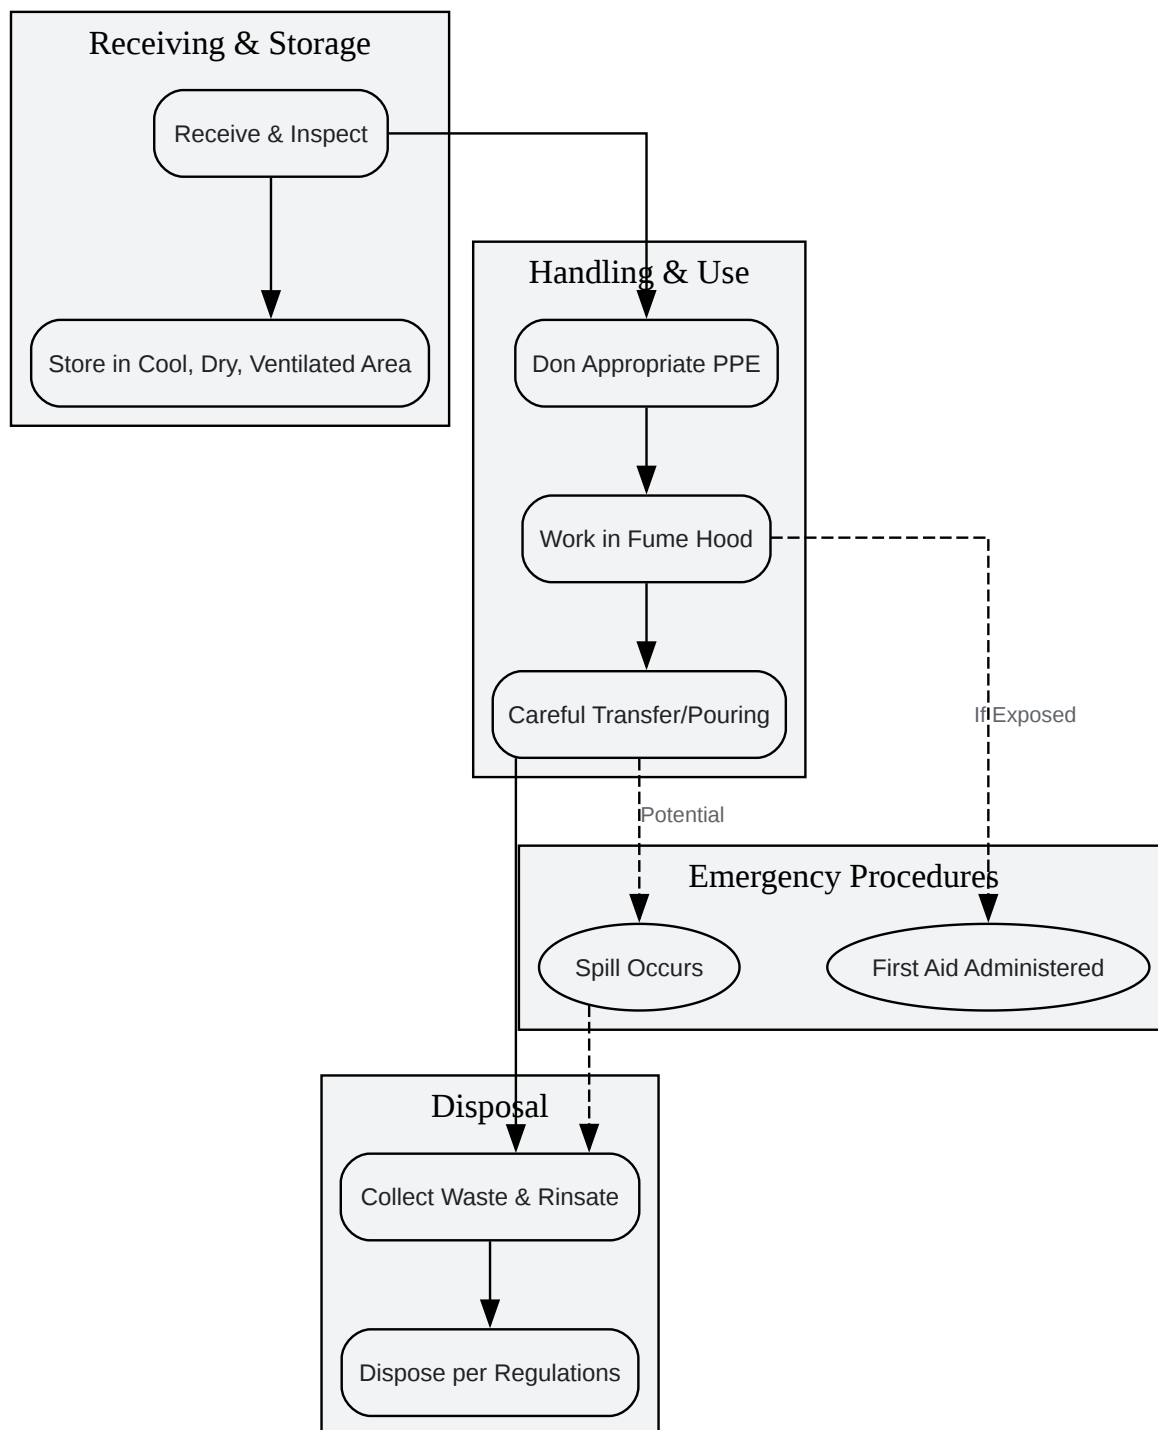 Receiving & Storage
Receive & Inspect
Store in Cool, Dry, Ventilated Area
Handling & Use
Don Appropriate PPE
Work in Fume Hood
Careful Transfer/Pouring
If Exposed
Potential
Emergency Procedures
Spill Occurs
First Aid Administered
Disposal
Collect Waste & Rinsate
Dispose per Regulations